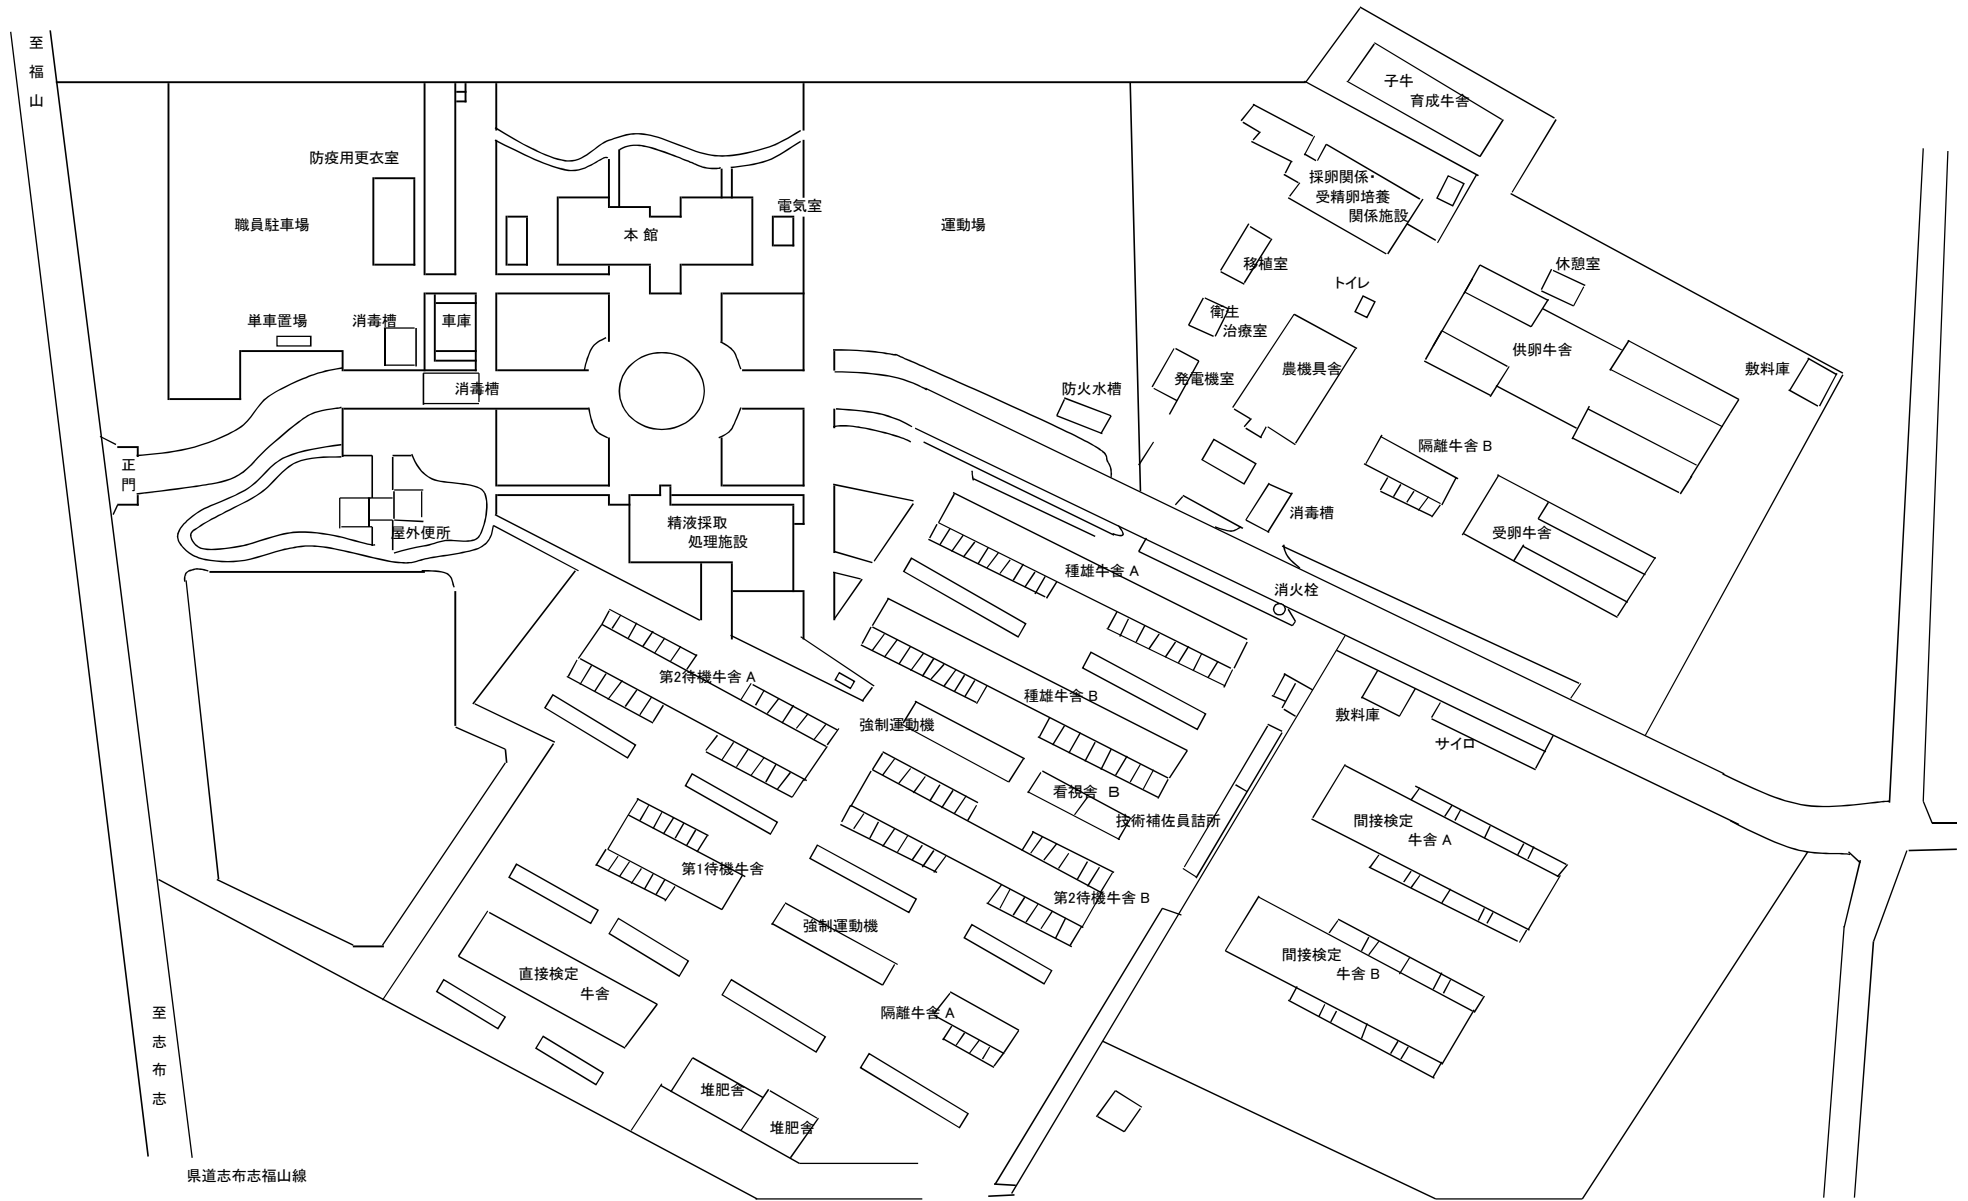 至福山
子牛
育成牛舎
防疫用更衣室
採卵関係・
受精卵培養
関係施設
電気室
職員駐車場
本 館
運動場
移植室
休憩室
トイレ
衛生
治療室
単車置場
消毒槽
車庫
供卵牛舎
農機具舎
敷料庫
発電機室
消毒槽
防火水槽
隔離牛舎 B
正門
消毒槽
精液採取
処理施設
屋外便所
受卵牛舎
種雄牛舎 A
消火栓
第2待機牛舎 A
種雄牛舎 B
敷料庫
強制運動機
サイロ
看視舎 B
技術補佐員詰所
間接検定
牛舎 A
第1待機牛舎
第2待機牛舎 B
強制運動機
間接検定
牛舎 B
直接検定
牛舎
隔離牛舎 A
至志布志
堆肥舎
堆肥舎
県道志布志福山線